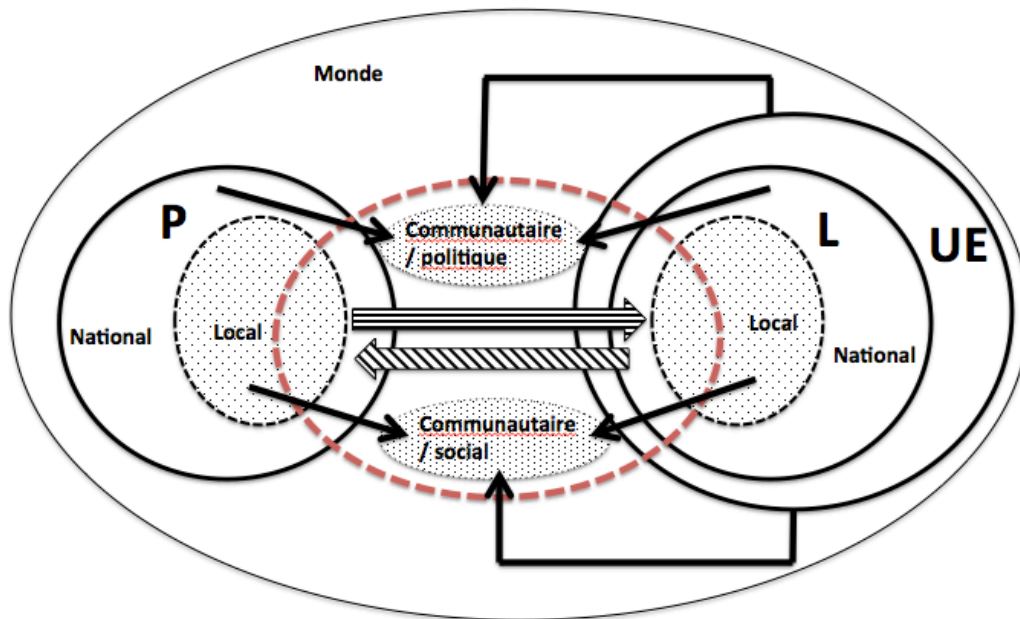 Monde
P
Communautaire
/ politique
L
UE
National
Local
Local
National
Communautaire
/ social